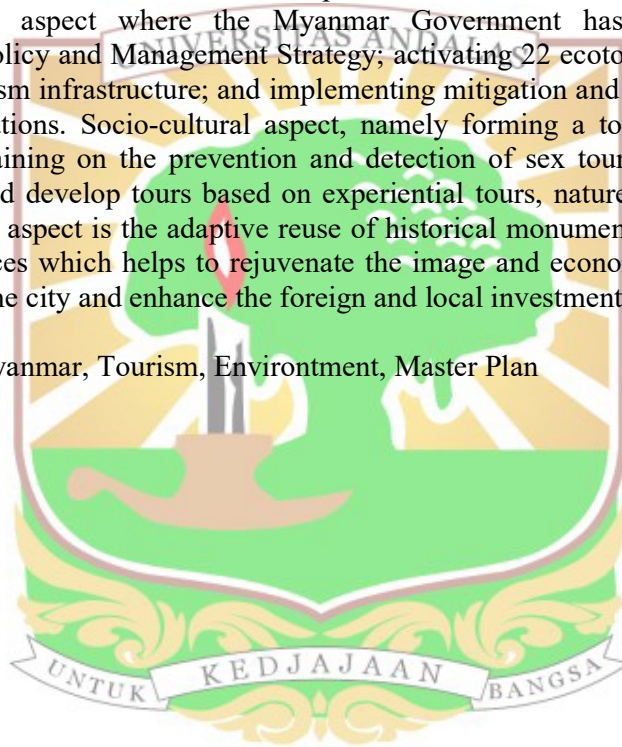 aspect where the Myanmar Government has
UNIVERSITAS ANDALAS
olicy and Management Strategy; activating 22 ecoto
sm infrastructure; and implementing mitigation and
tions. Socio-cultural aspect, namely forming a to
aining on the prevention and detection of sex tour
d develop tours based on experiential tours, nature
aspect is the adaptive reuse of historical monumen
ces which helps to rejuvenate the image and econo
he city and enhance the foreign and local investment
yanmar, Tourism, Environtment, Master Plan
UNTUK KEDJAJAAN BANGSA